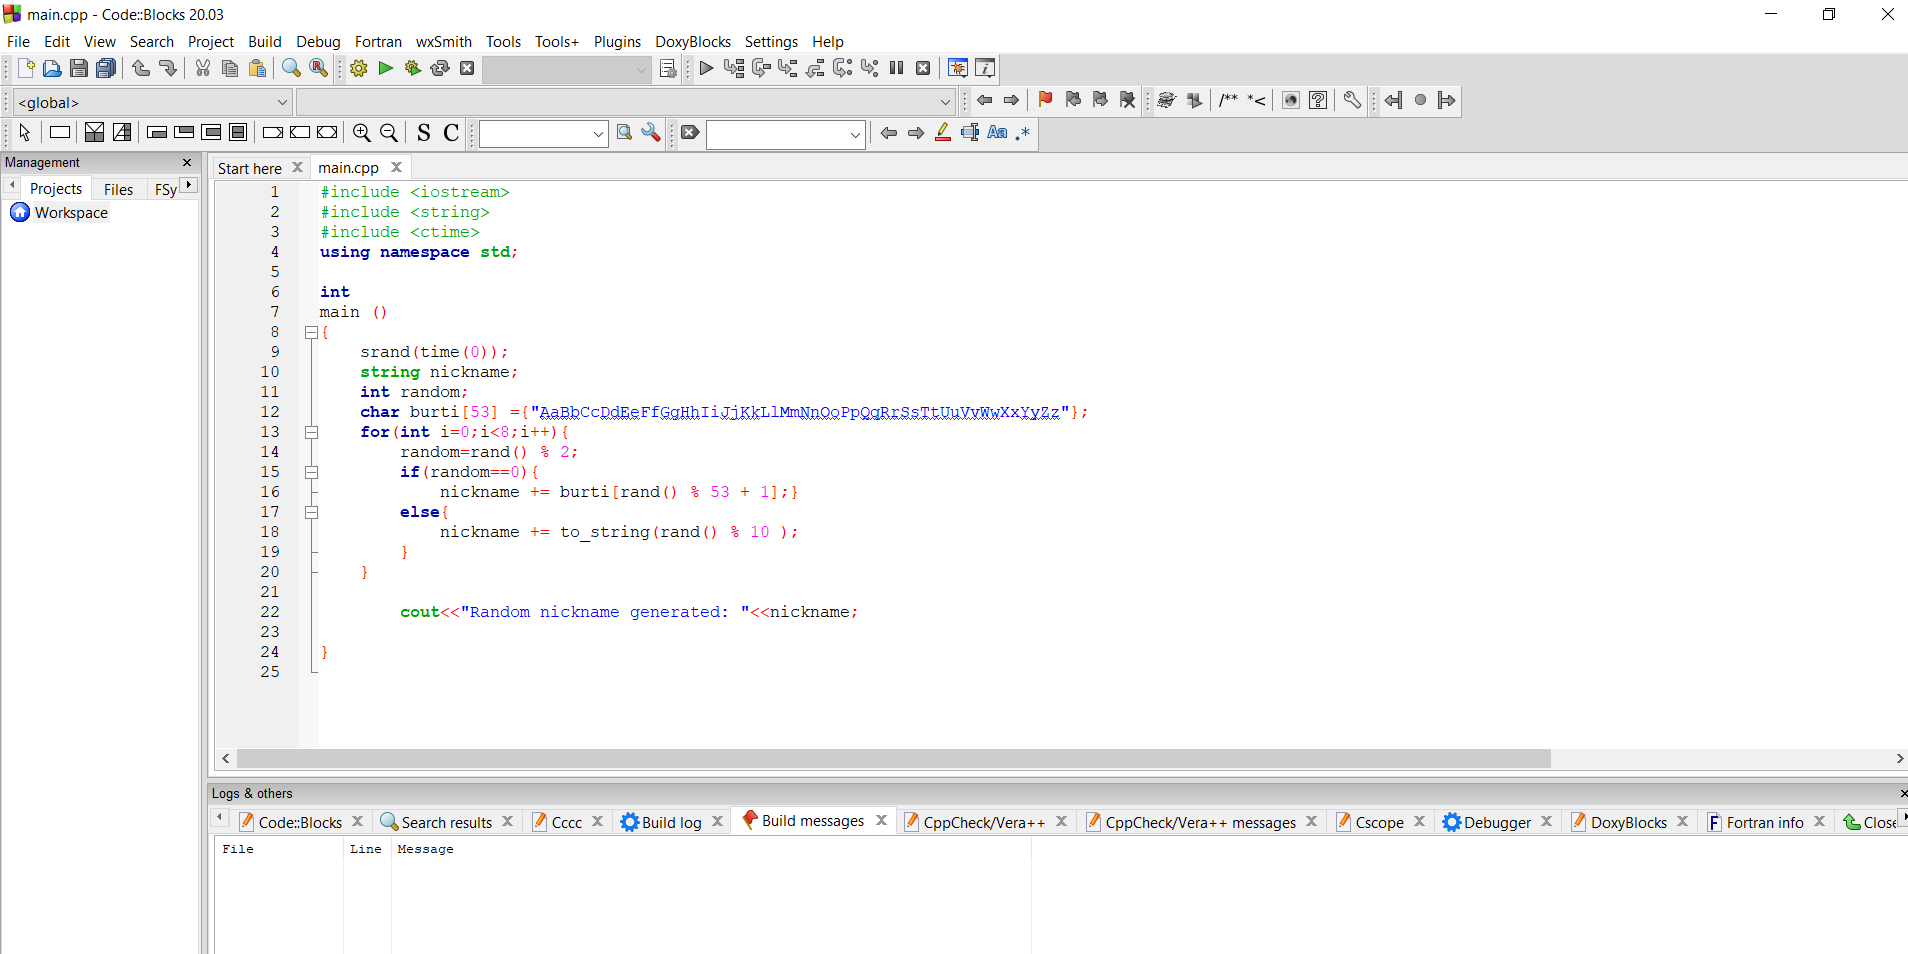 main.cpp - Code::Blocks 20.03
File Edit View Search Project Build Debug Fortran wxSmith Tools Tools+ Plugins DoxyBlocks Settings Help
<global>
/** *<
S C
Aa .*
Management
Projects Files FSy
Workspace
Start here main.cpp
1 #include <iostream>
2 #include <string>
3 #include <ctime>
4 using namespace std;
5
6 int
7 main ()
8 {
9 srand(time(0));
10 string nickname;
11 int random;
12 char burti[53] ={"AaBbCcDdEeFfGgHhIiJjKkLlMmNnOoPpQqRrSsTtUuVvWwXxYyZz"};
13 for(int i=0;i<8;i++){
14 random=rand() % 2;
15 if(random==0){
16 nickname += burti[rand() % 53 + 1];}
17 else{
18 nickname += to_string(rand() % 10 );
19 }
20 }
21
22 cout<<"Random nickname generated: "<<nickname;
23
24 }
25
Logs & others
Code::Blocks Search results Cccc Build log Build messages CppCheck/Vera++ CppCheck/Vera++ messages Cscope Debugger DoxyBlocks Fortran info Close
File Line Message